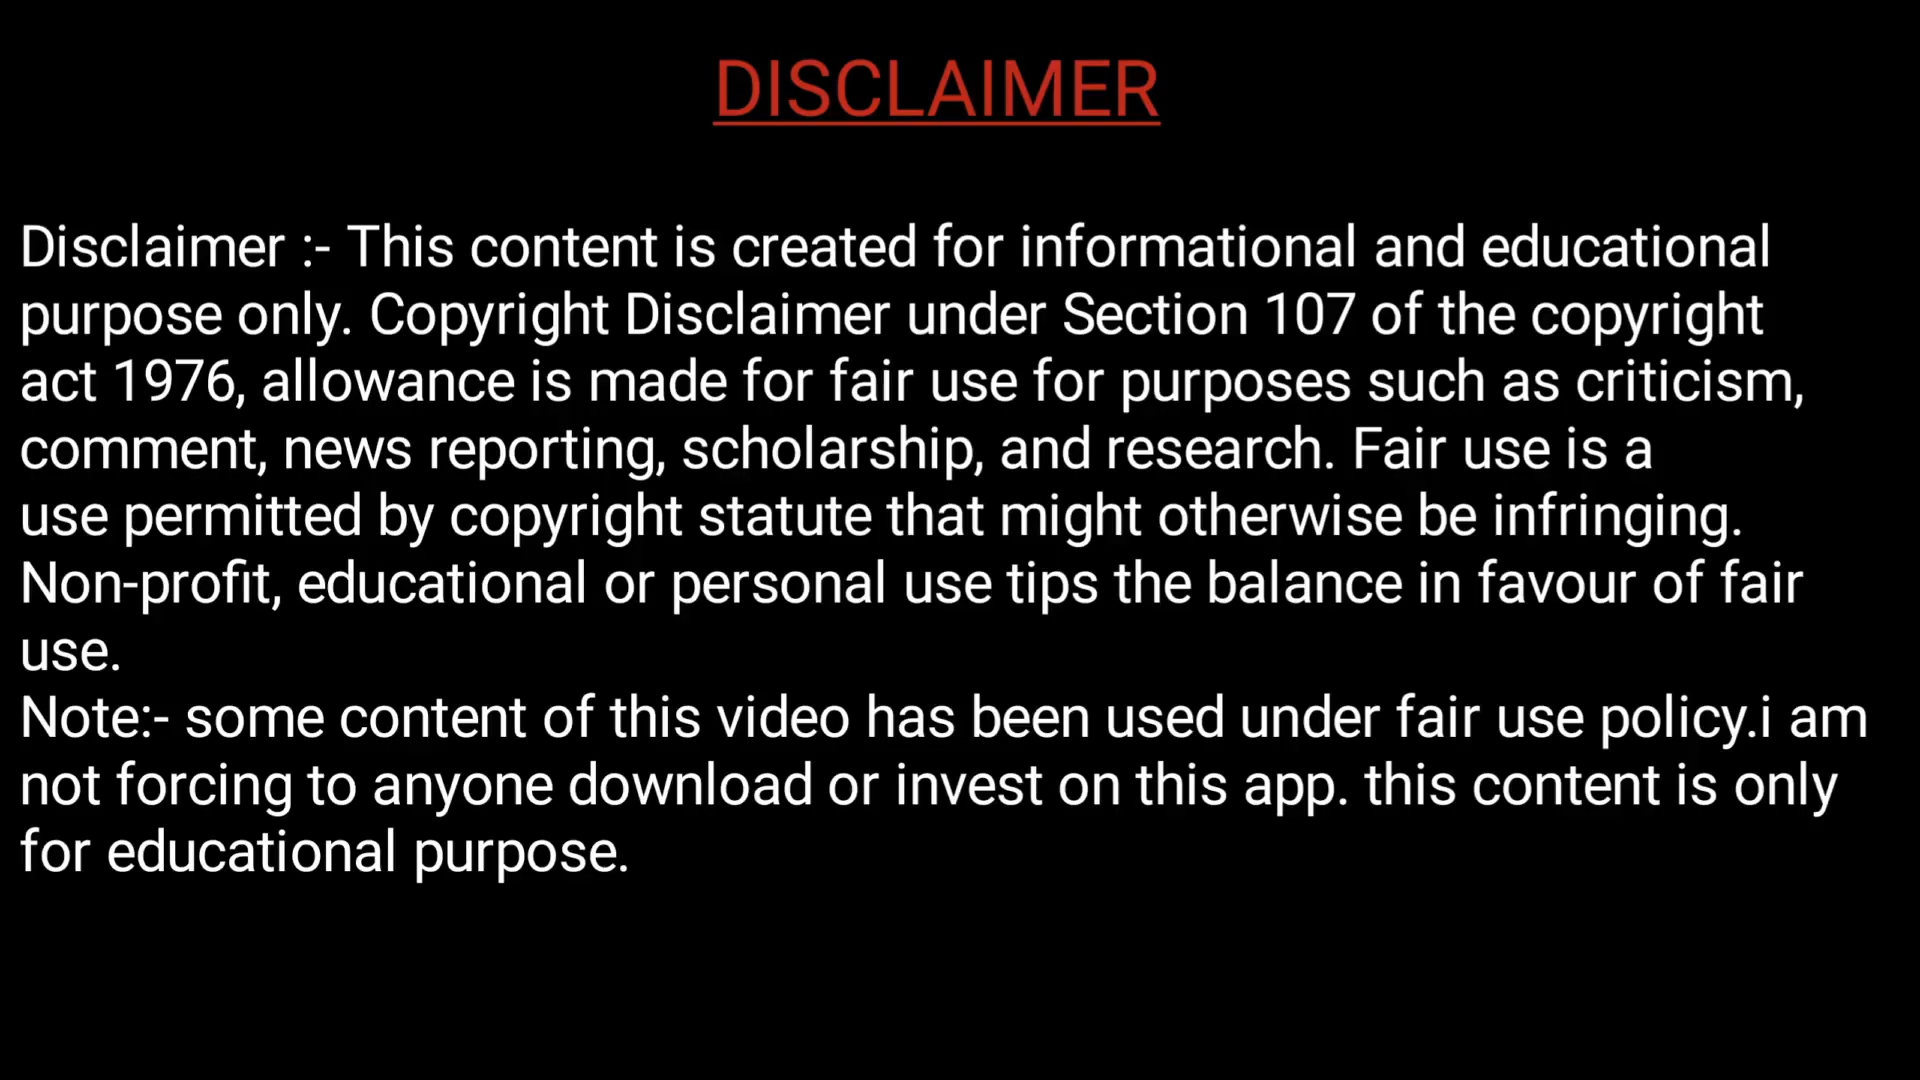 DISCLAIMER
Disclaimer :- This content is created for informational and educational
purpose only. Copyright Disclaimer under Section 107 of the copyright
act 1976, allowance is made for fair use for purposes such as criticism,
comment, news reporting, scholarship, and research. Fair use is a
use permitted by copyright statute that might otherwise be infringing.
Non-profit, educational or personal use tips the balance in favour of fair
use.
Note:- some content of this video has been used under fair use policy.i am
not forcing to anyone download or invest on this app. this content is only
for educational purpose.